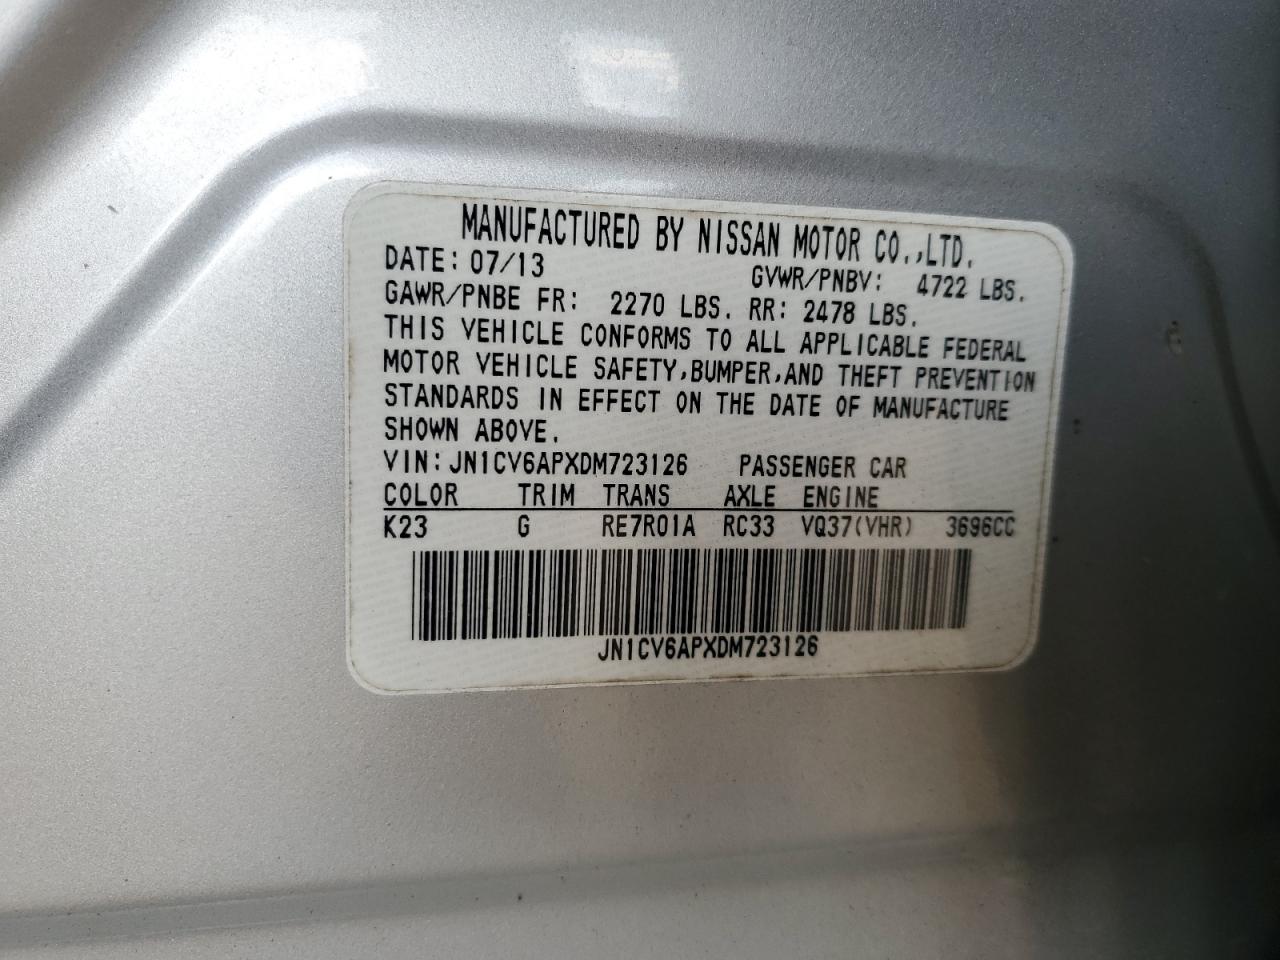 MANUFACTURED BY NISSAN MOTOR CO.,LTD.
DATE: 07/13 GVWR/PNBV: 4722 LBS.
GAWR/PNBE FR: 2270 LBS. RR: 2478 LBS.
THIS VEHICLE CONFORMS TO ALL APPLICABLE FEDERAL
MOTOR VEHICLE SAFETY,BUMPER,AND THEFT PREVENTION
STANDARDS IN EFFECT ON THE DATE OF MANUFACTURE
SHOWN ABOVE.
VIN: JN1CV6APXDM723126 PASSENGER CAR
COLOR TRIM TRANS AXLE ENGINE
K23 G RE7R01A RC33 VQ37(VHR) 3696CC
JN1CV6APXDM723126